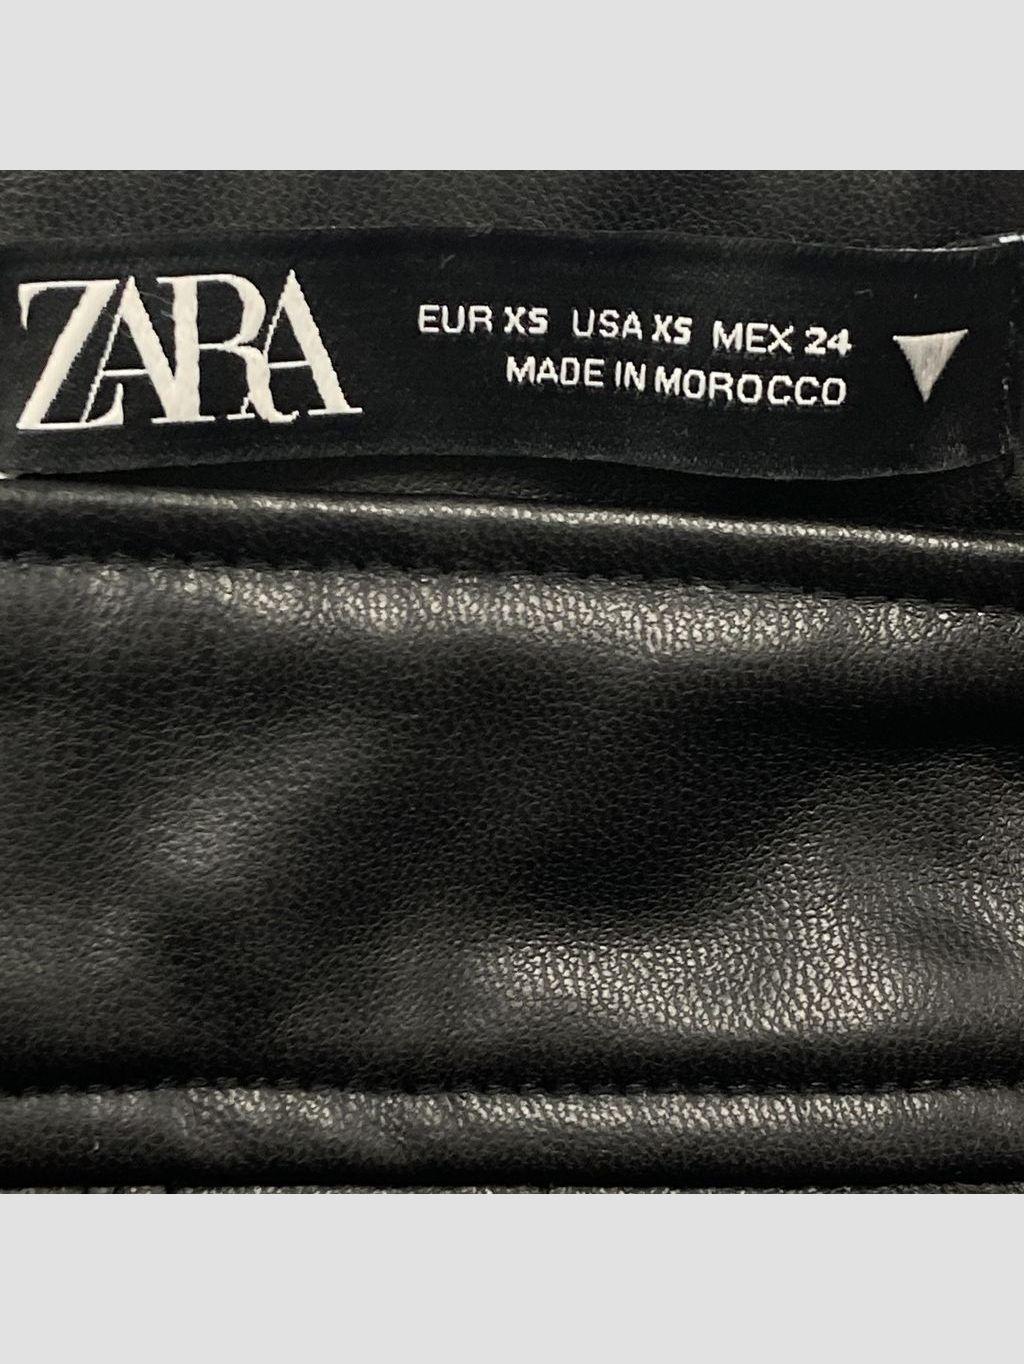 ZARA
EUR XS USA XS MEX 24
MADE IN MOROCCO